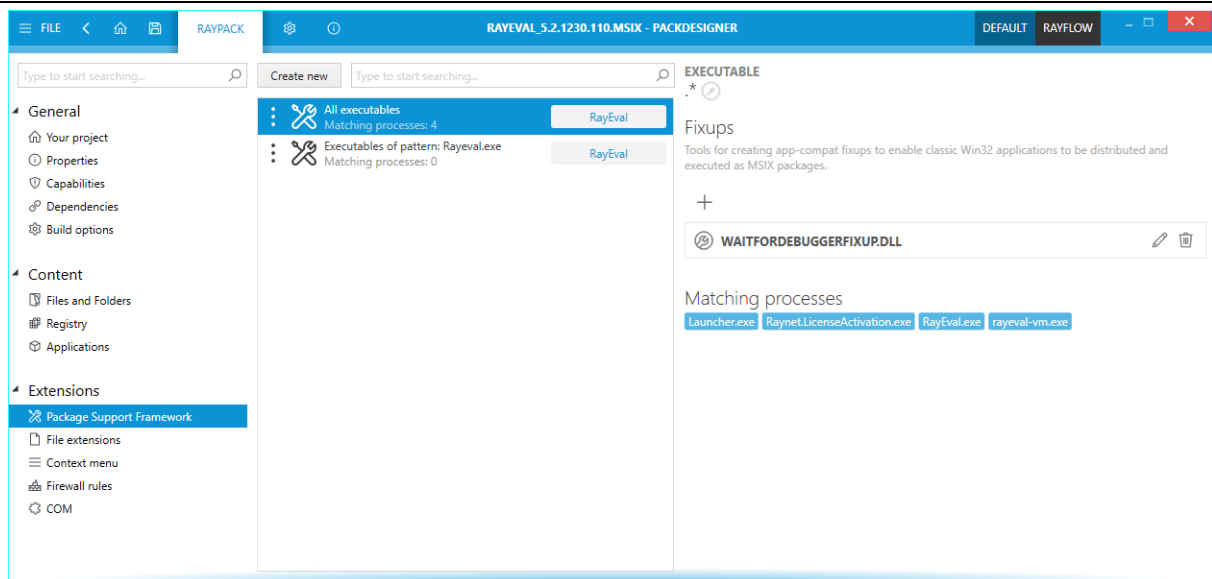 FILE
RAYPACK
RAYEVAL_5.2.1230.110.MSIX - PACKDESIGNER
DEFAULT
RAYFLOW
Type to start searching...
General
Your project
Properties
Capabilities
Dependencies
Build options
Content
Files and Folders
Registry
Applications
Extensions
Package Support Framework
File extensions
Context menu
Firewall rules
COM
Create new
Type to start searching...
All executables
Matching processes: 4
RayEval
Executables of pattern: Rayeval.exe
Matching processes: 0
RayEval
EXECUTABLE
.*
Fixups
Tools for creating app-compat fixups to enable classic Win32 applications to be distributed and
executed as MSIX packages.
WAITFORDEBUGGERFIXUP.DLL
Matching processes
Launcher.exe Raynet.LicenseActivation.exe RayEval.exe rayeval-vm.exe